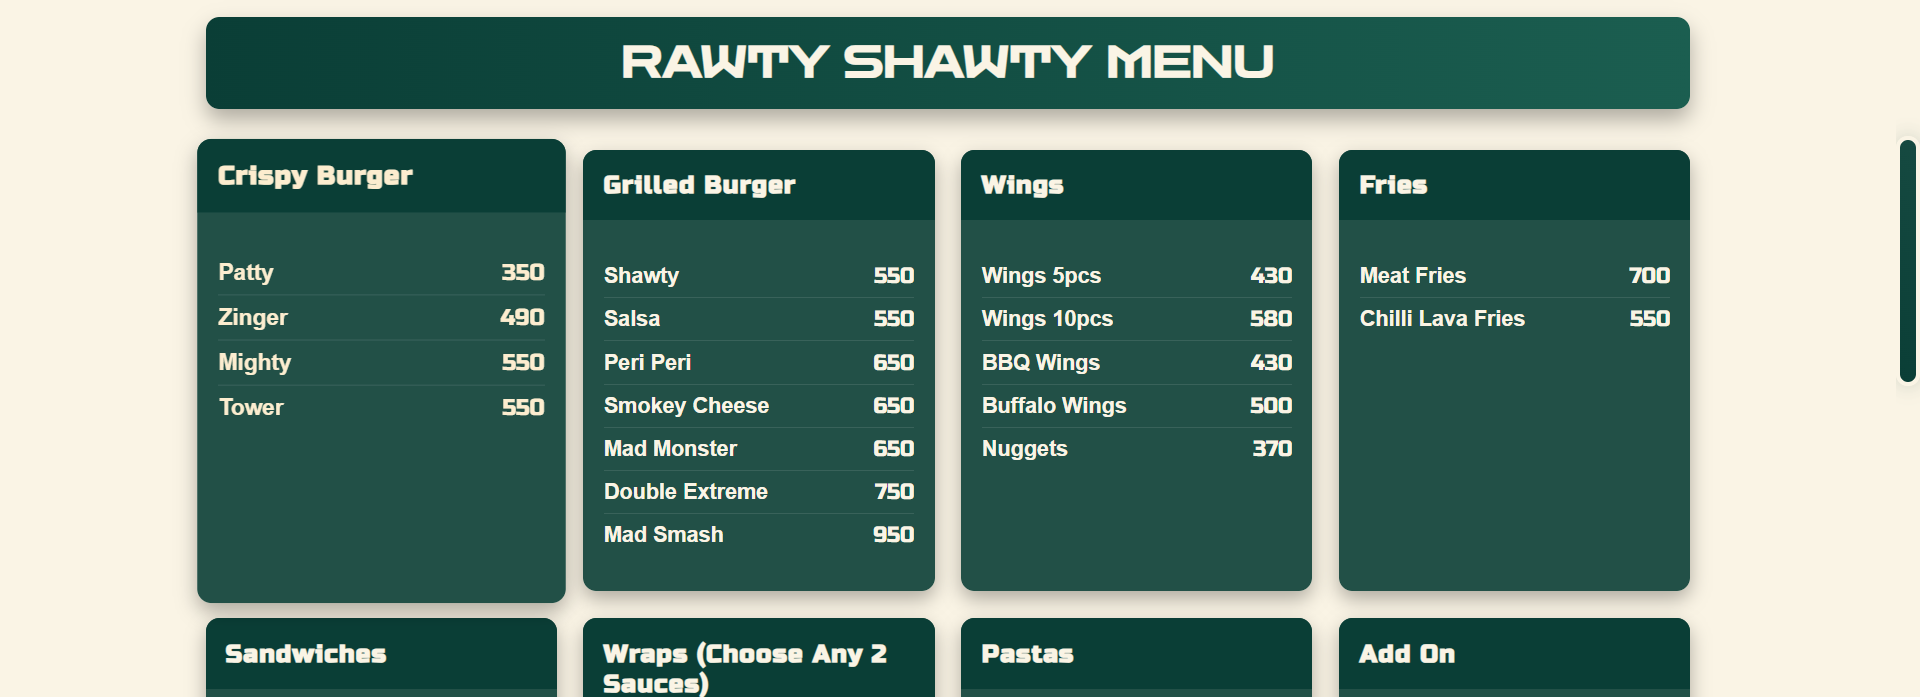 RAWTY SHAWTY MENU
Crispy Burger
Patty 350
Zinger 490
Mighty 550
Tower 550
Grilled Burger
Shawty 550
Salsa 550
Peri Peri 650
Smokey Cheese 650
Mad Monster 650
Double Extreme 750
Mad Smash 950
Wings
Wings 5pcs 430
Wings 10pcs 580
BBQ Wings 430
Buffalo Wings 500
Nuggets 370
Fries
Meat Fries 700
Chilli Lava Fries 550
Sandwiches
Wraps (Choose Any 2
Sauces)
Pastas
Add On